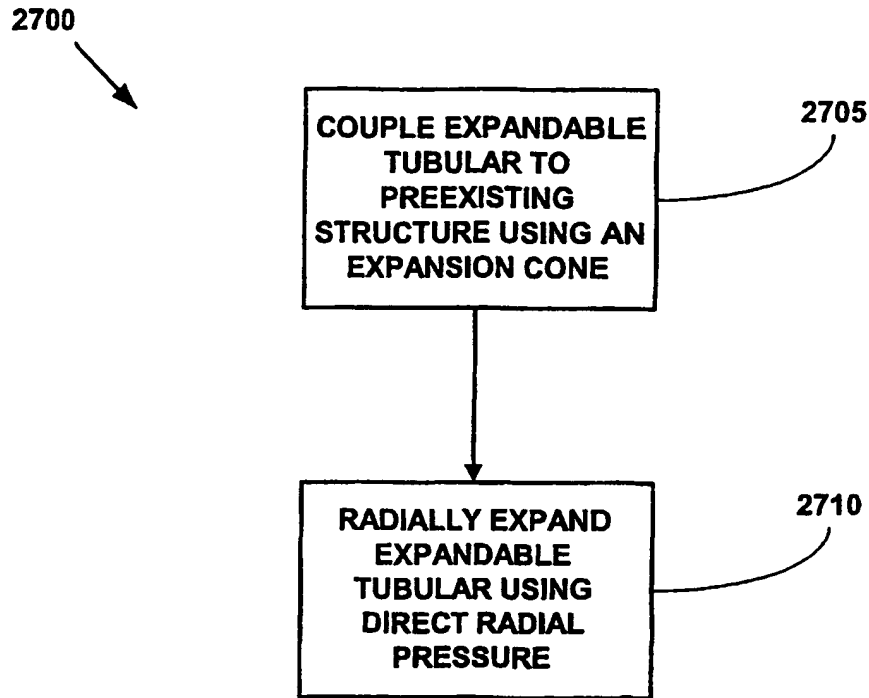 2700
COUPLE EXPANDABLE
TUBULAR TO
PREEXISTING
STRUCTURE USING AN
EXPANSION CONE
2705
RADIALLY EXPAND
EXPANDABLE
TUBULAR USING
DIRECT RADIAL
PRESSURE
2710